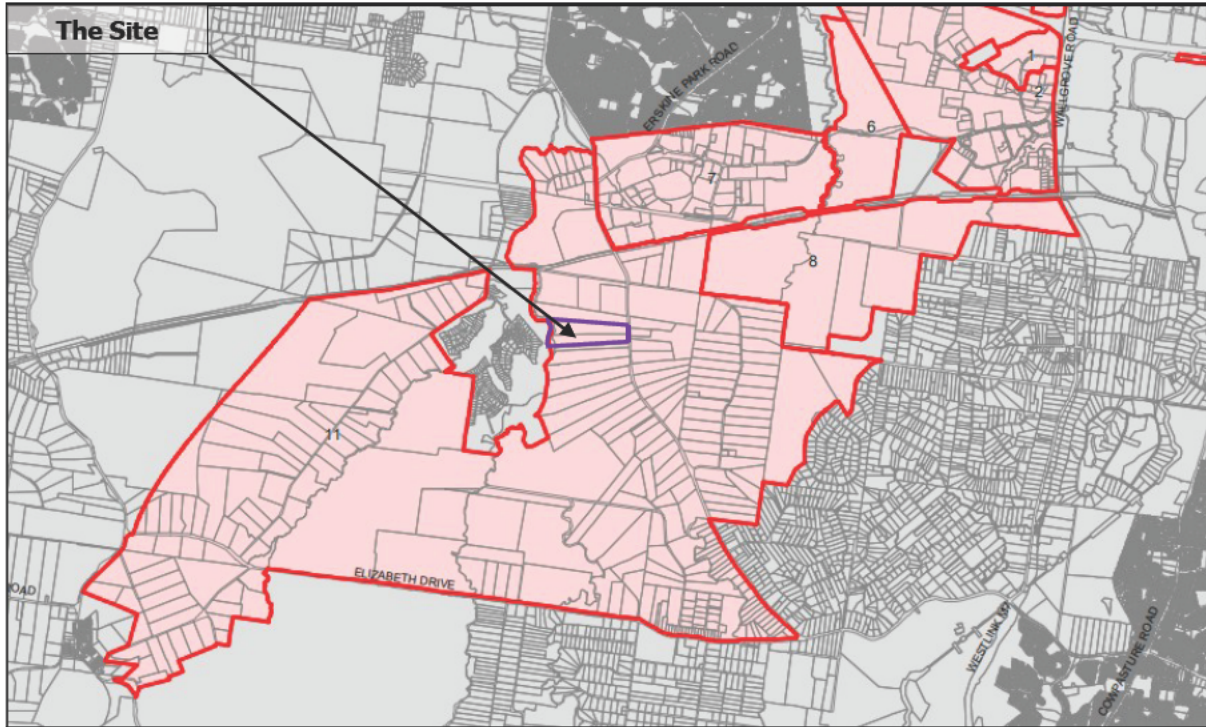 The Site
ERSKINE PARK ROAD
WALLGROVE ROAD
1
2
6
7
8
11
ELIZABETH DRIVE
OAD
WESTLINK M7
COWPASTURE ROAD